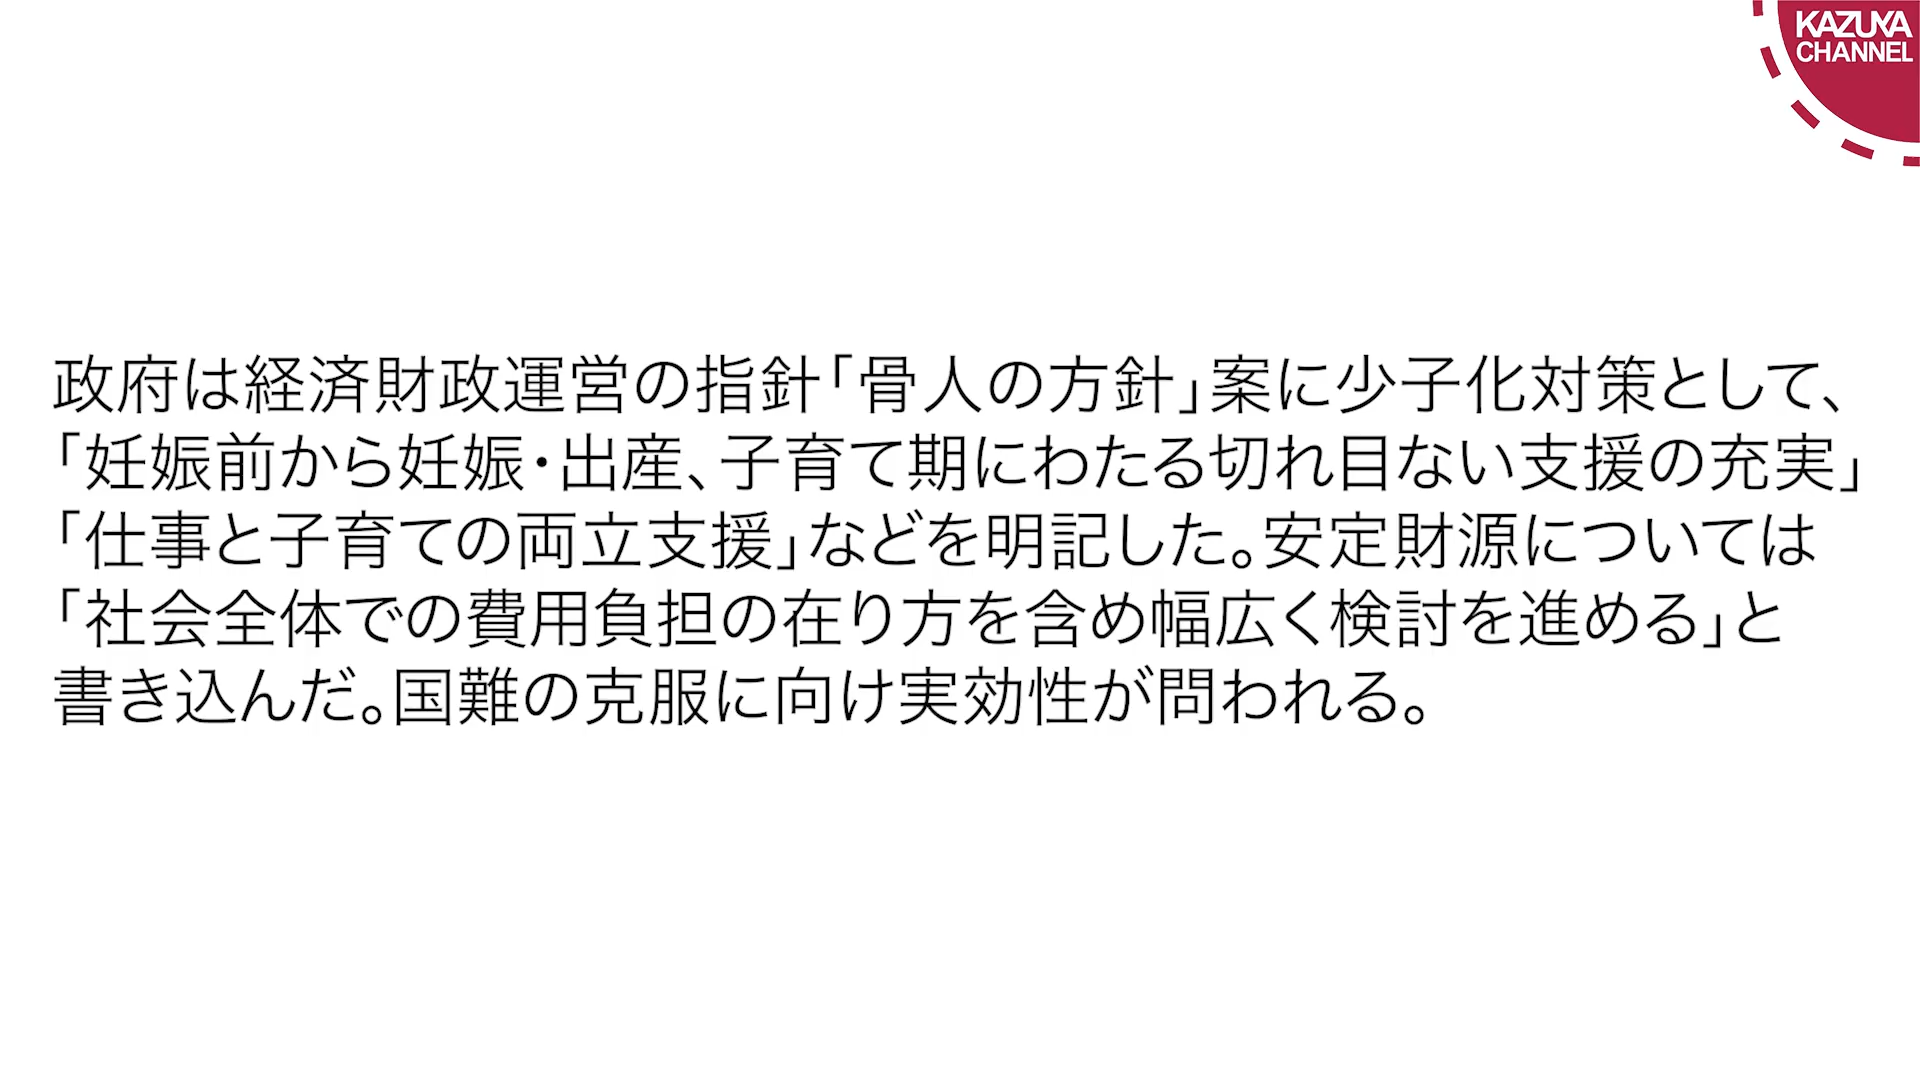 KAZUYA
CHANNEL
政府は経済財政運営の指針「骨人の方針」案に少子化対策として、
「妊娠前から妊娠・出産、子育て期にわたる切れ目ない支援の充実」
「仕事と子育ての両立支援」などを明記した。安定財源については
「社会全体での費用負担の在り方を含め幅広く検討を進める」と
書き込んだ。国難の克服に向け実効性が問われる。